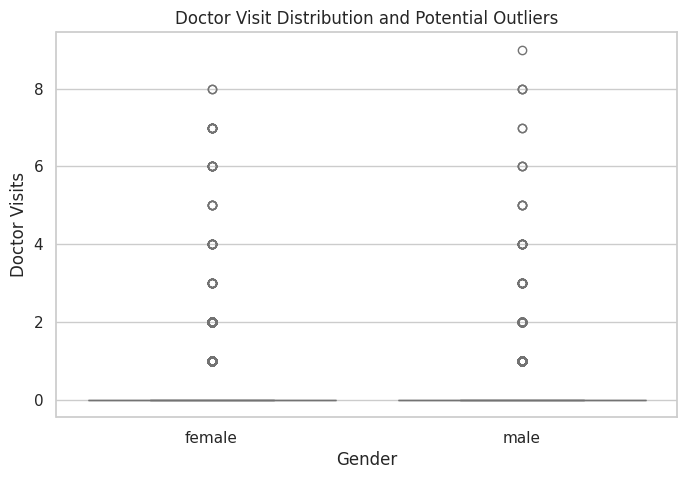 Doctor Visit Distribution and Potential Outliers
Doctor Visits
8
6
4
2
0
female male
Gender